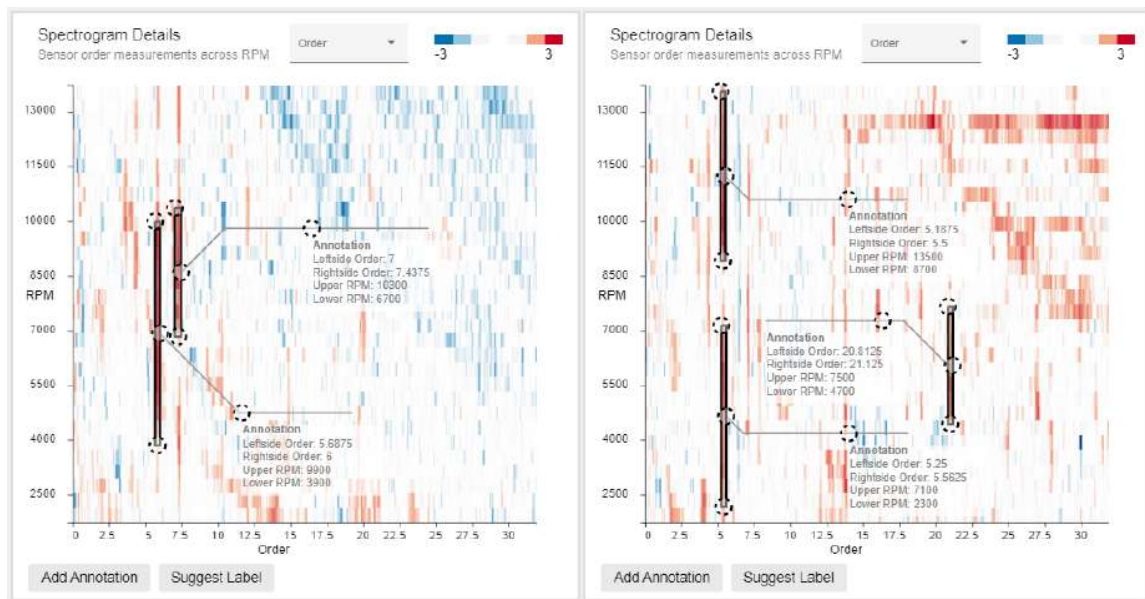 Spectrogram Details
Sensor order measurements across RPM
Order
-3
3
13000
11500
10000
8500
RPM
7000
5500
4000
2500
Annotation
Leftside Order: 7
Rightside Order: 7.4375
Upper RPM: 10300
Lower RPM: 6700
Annotation
Leftside Order: 5.6875
Rightside Order: 6
Upper RPM: 9900
Lower RPM: 3900
0 2.5 5 7.5 10 12.5 15 17.5 20 22.5 25 27.5 30
Order
Add Annotation
Suggest Label
Spectrogram Details
Sensor order measurements across RPM
Order
-3
3
13000
11500
10000
8500
RPM
7000
5500
4000
2500
Annotation
Leftside Order: 5.1875
Rightside Order: 5.5
Upper RPM: 13500
Lower RPM: 8700
Annotation
Leftside Order: 20.8125
Rightside Order: 21.125
Upper RPM: 7500
Lower RPM: 4700
Annotation
Leftside Order: 5.25
Rightside Order: 5.5625
Upper RPM: 7100
Lower RPM: 2300
0 2.5 5 7.5 10 12.5 15 17.5 20 22.5 25 27.5 30
Order
Add Annotation
Suggest Label